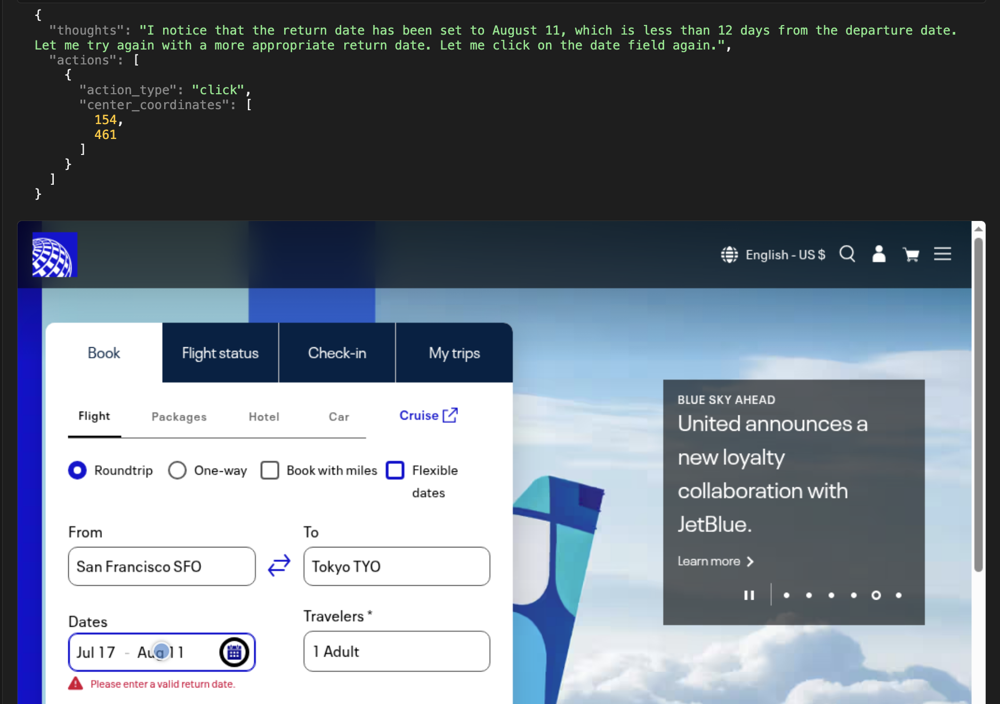 {
"thoughts": "I notice that the return date has been set to August 11, which is less than 12 days from the departure date.
Let me try again with a more appropriate return date. Let me click on the date field again.",
"actions": [
{
"action_type": "click",
"center_coordinates": [
154,
461
]
}
]
}
English - US $
Book
Flight status
Check-in
My trips
Flight
Packages
Hotel
Car
Cruise
Roundtrip
One-way
Book with miles
Flexible
dates
From
To
San Francisco SFO
Tokyo TYO
Dates
Travelers *
Jul 17 - Aug 11
1 Adult
Please enter a valid return date.
BLUE SKY AHEAD
United announces a
new loyalty
collaboration with
JetBlue.
Learn more